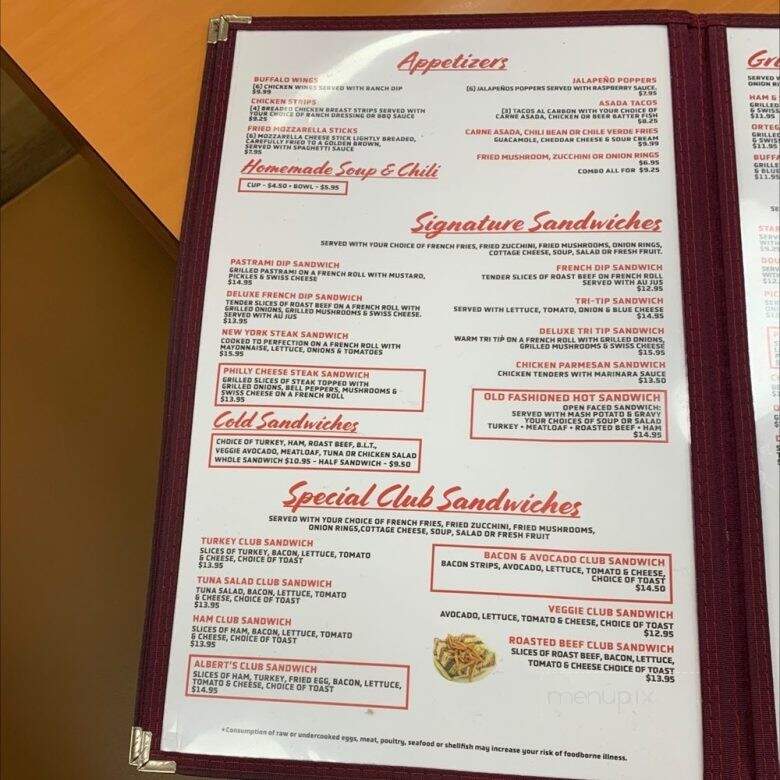 Appetizers
BUFFALO WINGS
(6) CHICKEN WINGS SERVED WITH RANCH DIP
$9.99
CHICKEN STRIPS
(4) BREADED CHICKEN BREAST STRIPS SERVED WITH
YOUR CHOICE OF RANCH DRESSING OR BBQ SAUCE
$9.25
FRIED MOZZARELLA STICKS
(6) MOZZARELLA CHEESE STICK LIGHTLY BREADED,
CAREFULLY FRIED TO A GOLDEN BROWN,
SERVED WITH SPAGHETTI SAUCE
$7.95
JALAPEÑO POPPERS
(6) JALAPEÑOS POPPERS SERVED WITH RASPBERRY SAUCE.
$7.95
ASADA TACOS
(3) TACOS AL CARBON WITH YOUR CHOICE OF
CARNE ASADA, CHICKEN OR BEER BATTER FISH
$8.25
CARNE ASADA, CHILI BEAN OR CHILE VERDE FRIES
GUACAMOLE, CHEDDAR CHEESE & SOUR CREAM
$9.99
FRIED MUSHROOM, ZUCCHINI OR ONION RINGS
$6.95
COMBO ALL FOR $9.25
Homemade Soup & Chili
CUP - $4.50 • BOWL - $5.95
Signature Sandwiches
SERVED WITH YOUR CHOICE OF FRENCH FRIES, FRIED ZUCCHINI, FRIED MUSHROOMS, ONION RINGS,
COTTAGE CHEESE, SOUP, SALAD OR FRESH FRUIT.
PASTRAMI DIP SANDWICH
GRILLED PASTRAMI ON A FRENCH ROLL WITH MUSTARD,
PICKLES & SWISS CHEESE
$14.95
DELUXE FRENCH DIP SANDWICH
TENDER SLICES OF ROAST BEEF ON A FRENCH ROLL WITH
GRILLED ONIONS, GRILLED MUSHROOMS & SWISS CHEESE.
SERVED WITH AU JUS
$13.95
NEW YORK STEAK SANDWICH
COOKED TO PERFECTION ON A FRENCH ROLL WITH
MAYONNAISE, LETTUCE, ONIONS & TOMATOES
$15.95
PHILLY CHEESE STEAK SANDWICH
GRILLED SLICES OF STEAK TOPPED WITH
GRILLED ONIONS, BELL PEPPERS, MUSHROOMS &
SWISS CHEESE ON A FRENCH ROLL
$13.95
FRENCH DIP SANDWICH
TENDER SLICES OF ROAST BEEF ON FRENCH ROLL
SERVED WITH AU JUS
$12.95
TRI-TIP SANDWICH
SERVED WITH LETTUCE, TOMATO, ONION & BLUE CHEESE
$14.95
DELUXE TRI TIP SANDWICH
WARM TRI TIP ON A FRENCH ROLL WITH GRILLED ONIONS,
GRILLED MUSHROOMS & SWISS CHEESE
$15.95
CHICKEN PARMESAN SANDWICH
CHICKEN TENDERS WITH MARINARA SAUCE
$13.50
OLD FASHIONED HOT SANDWICH
OPEN FACED SANDWICH:
SERVED WITH MASH POTATO & GRAVY
YOUR CHOICES OF SOUP OR SALAD
TURKEY • MEATLOAF • ROASTED BEEF • HAM
$14.95
Cold Sandwiches
CHOICE OF TURKEY, HAM, ROAST BEEF, B.L.T.,
VEGGIE AVOCADO, MEATLOAF, TUNA OR CHICKEN SALAD
WHOLE SANDWICH $10.95 - HALF SANDWICH - $9.50
Special Club Sandwiches
SERVED WITH YOUR CHOICE OF FRENCH FRIES, FRIED ZUCCHINI, FRIED MUSHROOMS,
ONION RINGS,COTTAGE CHEESE, SOUP, SALAD OR FRESH FRUIT
TURKEY CLUB SANDWICH
SLICES OF TURKEY, BACON, LETTUCE, TOMATO
& CHEESE, CHOICE OF TOAST
$13.95
TUNA SALAD CLUB SANDWICH
TUNA SALAD, BACON, LETTUCE, TOMATO
& CHEESE, CHOICE OF TOAST
$13.95
HAM CLUB SANDWICH
SLICES OF HAM, BACON, LETTUCE, TOMATO
& CHEESE, CHOICE OF TOAST
$13.95
ALBERT'S CLUB SANDWICH
SLICES OF HAM, TURKEY, FRIED EGG, BACON, LETTUCE,
TOMATO & CHEESE, CHOICE OF TOAST
$14.95
BACON & AVOCADO CLUB SANDWICH
BACON STRIPS, AVOCADO, LETTUCE, TOMATO & CHEESE,
CHOICE OF TOAST
$14.50
VEGGIE CLUB SANDWICH
AVOCADO, LETTUCE, TOMATO & CHEESE, CHOICE OF TOAST
$12.95
ROASTED BEEF CLUB SANDWICH
SLICES OF ROAST BEEF, BACON, LETTUCE,
TOMATO & CHEESE CHOICE OF TOAST
$13.95
menupix
*Consumption of raw or undercooked eggs, meat, poultry, seafood or shellfish may increase your risk of foodborne illness.
HAM &
GRILLED
& SWISS
$11.95
GRILLED
& SWISS
$11.95
$11.95